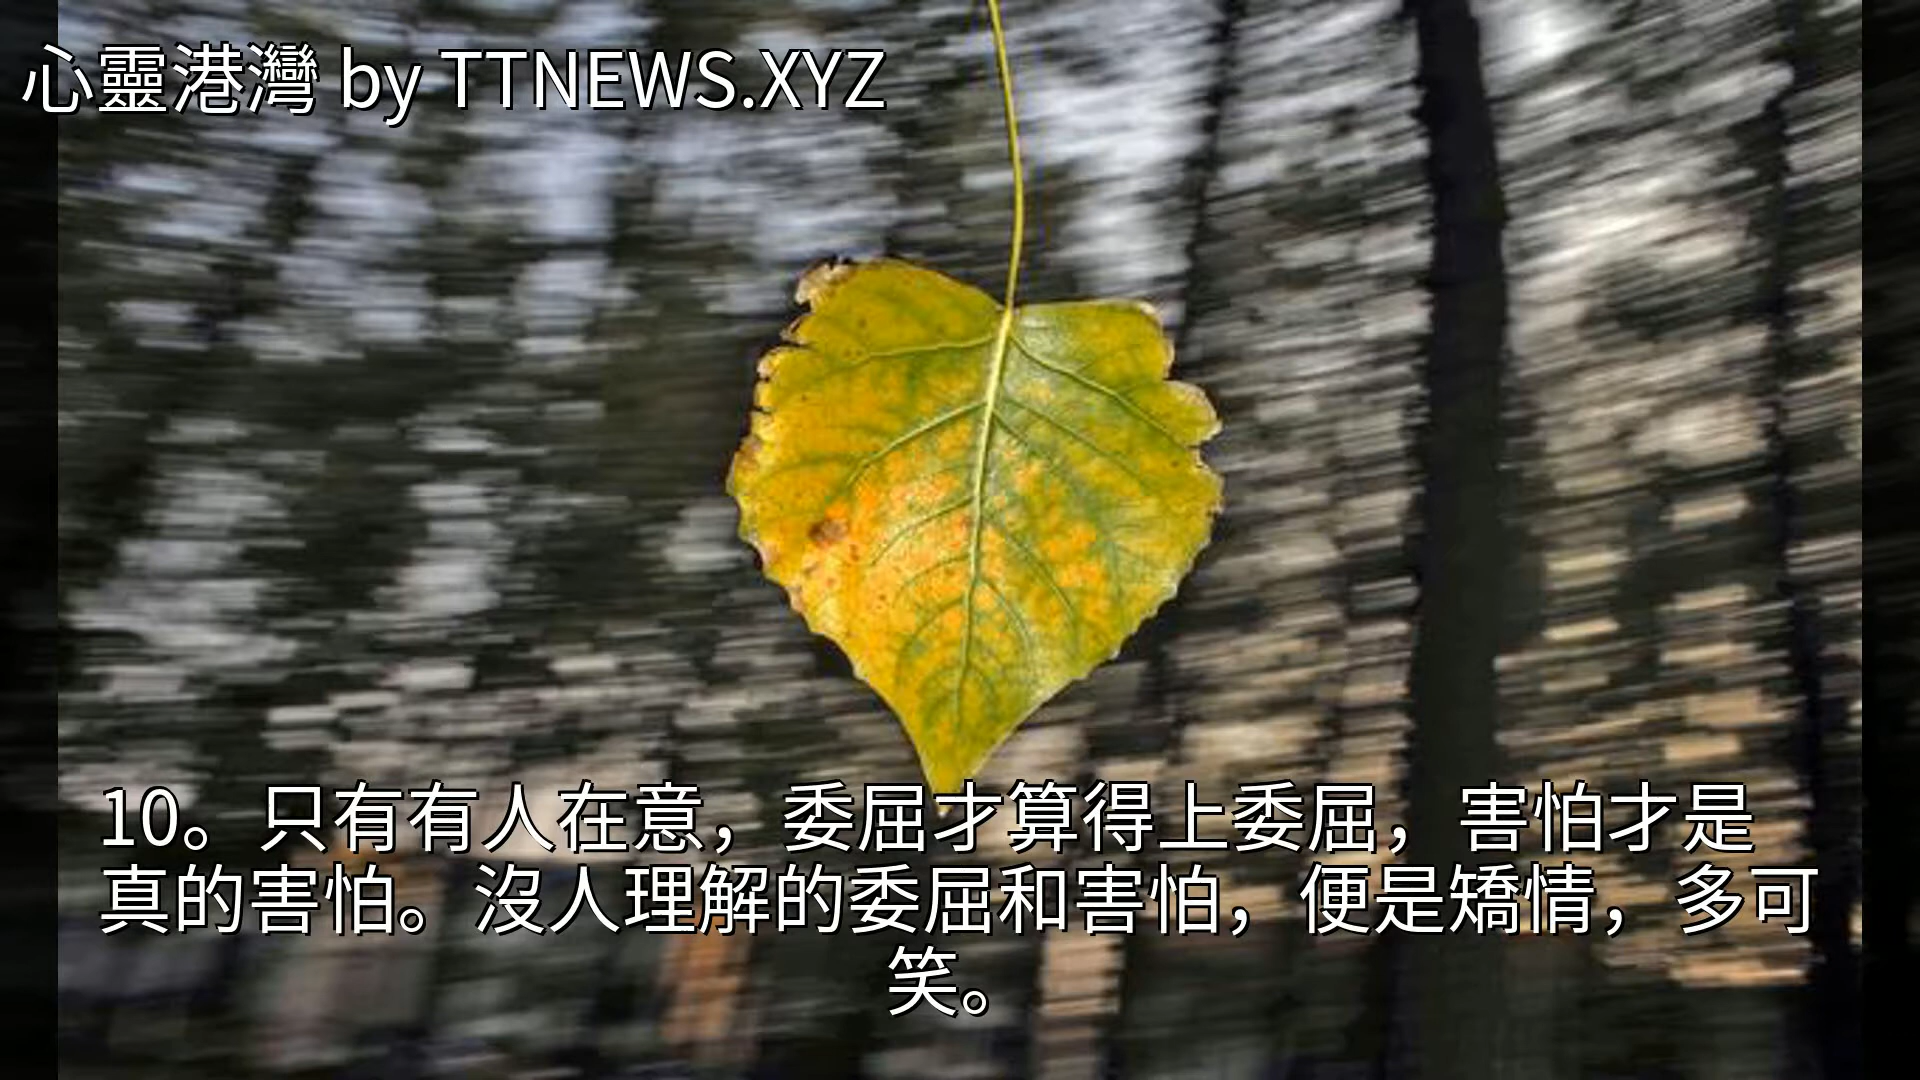 心靈港灣 by TTNEWS.XYZ
10。只有有人在意，委屈才算得上委屈，害怕才是
真的害怕。沒人理解的委屈和害怕，便是矯情，多可
笑。